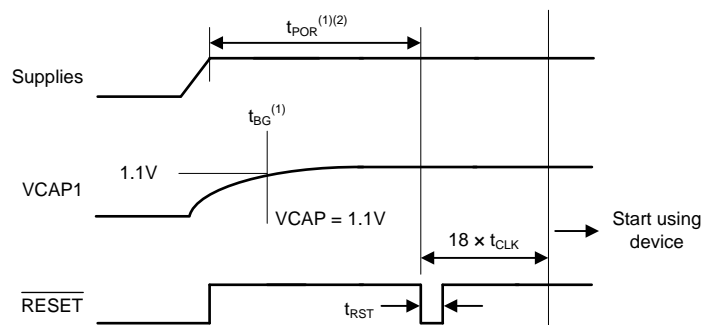 t_POR^(1)(2)
Supplies
t_BG^(1)
1.1V
VCAP1
VCAP = 1.1V
18 × t_CLK
Start using
device
RESET
t_RST